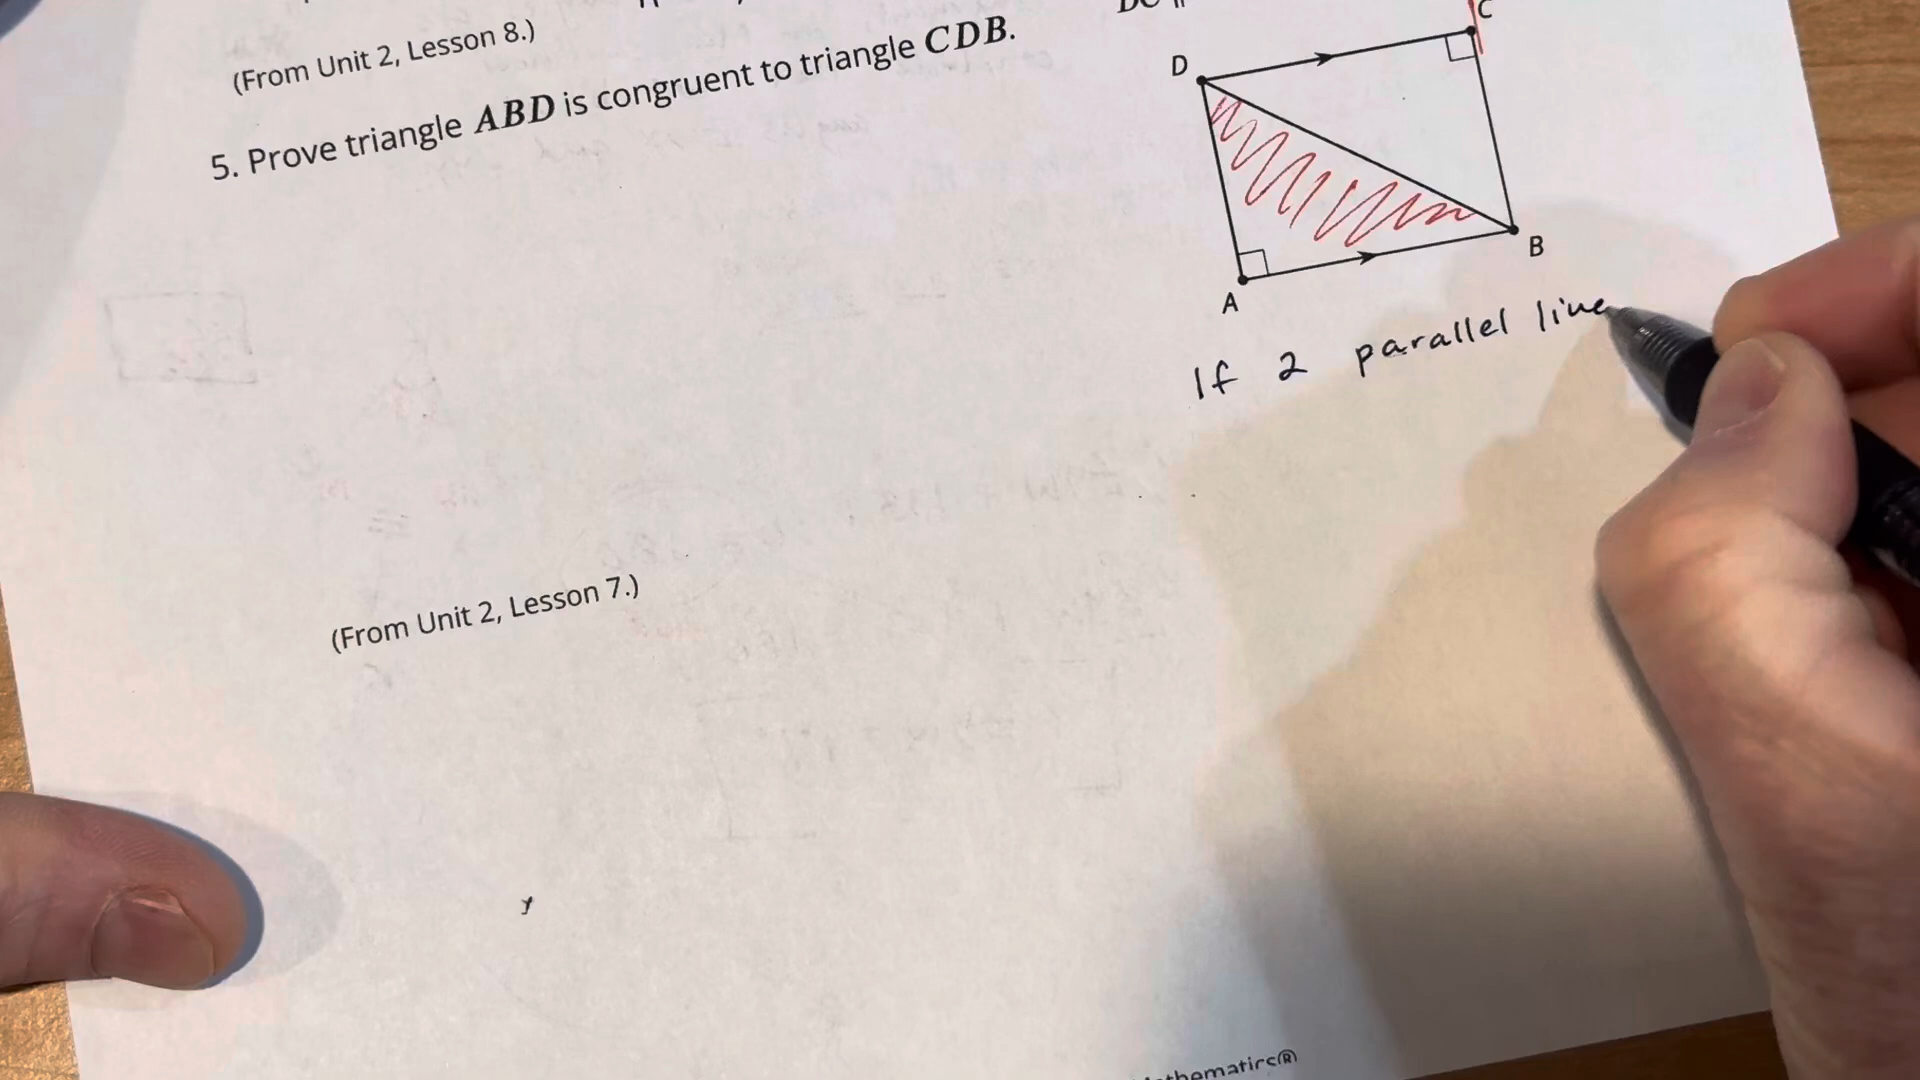 (From Unit 2, Lesson 8.)
5. Prove triangle ABD is congruent to triangle CDB.
C
D
B
A
If 2 parallel line
(From Unit 2, Lesson 7.)